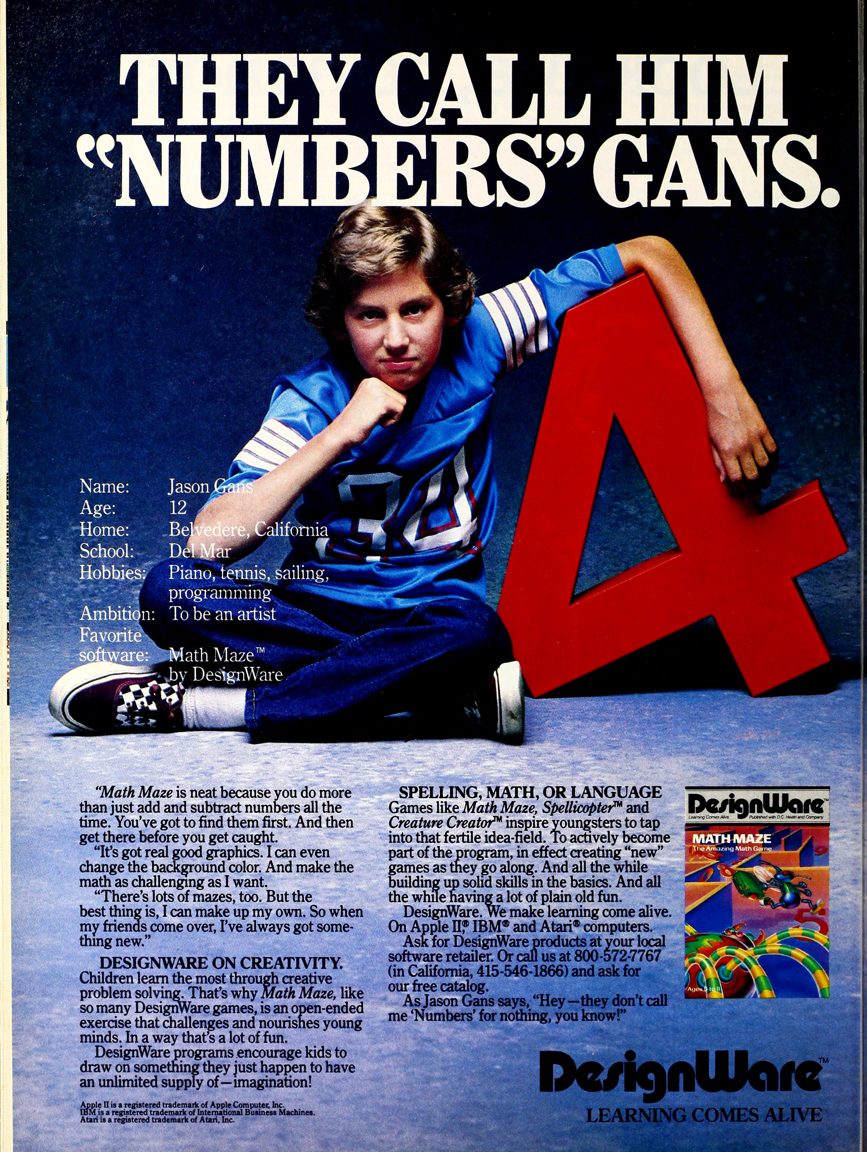 THEY CALL HIM
“NUMBERS” GANS.
Name: Jason Gans
Age: 12
Home: Belvedere, California
School: Del Mar
Hobbies: Piano, tennis, sailing,
programming
Ambition: To be an artist
Favorite
software: Math Maze™
by DesignWare
34
4
“Math Maze is neat because you do more
than just add and subtract numbers all the
time. You’ve got to find them first. And then
get there before you get caught.
“It’s got real good graphics. I can even
change the background color. And make the
math as challenging as I want.
“There’s lots of mazes, too. But the
best thing is, I can make up my own. So when
my friends come over, I’ve always got some-
thing new.”
DESIGNWARE ON CREATIVITY.
Children learn the most through creative
problem solving. That’s why Math Maze, like
so many DesignWare games, is an open-ended
exercise that challenges and nourishes young
minds. In a way that’s a lot of fun.
DesignWare programs encourage kids to
draw on something they just happen to have
an unlimited supply of—imagination!
Apple II is a registered trademark of Apple Computer, Inc.
IBM is a registered trademark of International Business Machines.
Atari is a registered trademark of Atari, Inc.
SPELLING, MATH, OR LANGUAGE
Games like Math Maze, Spellicopter™ and
Creature Creator™ inspire youngsters to tap
into that fertile idea-field. To actively become
part of the program, in effect creating “new”
games as they go along. And all the while
building up solid skills in the basics. And all
the while having a lot of plain old fun.
DesignWare. We make learning come alive.
On Apple II,® IBM® and Atari® computers.
Ask for DesignWare products at your local
software retailer. Or call us at 800-572-7767
(in California, 415-546-1866) and ask for
our free catalog.
As Jason Gans says, “Hey—they don’t call
me ‘Numbers’ for nothing, you know!”
DesignWare™
Learning Comes Alive Published with D.C. Heath and Company
MATH MAZE
The Amazing Math Game
DesignWare™
LEARNING COMES ALIVE